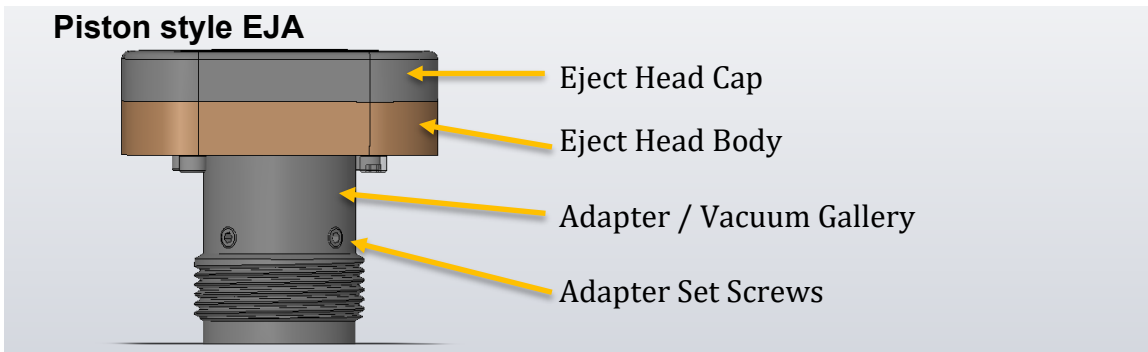 Piston style EJA
Eject Head Cap
Eject Head Body
Adapter / Vacuum Gallery
Adapter Set Screws